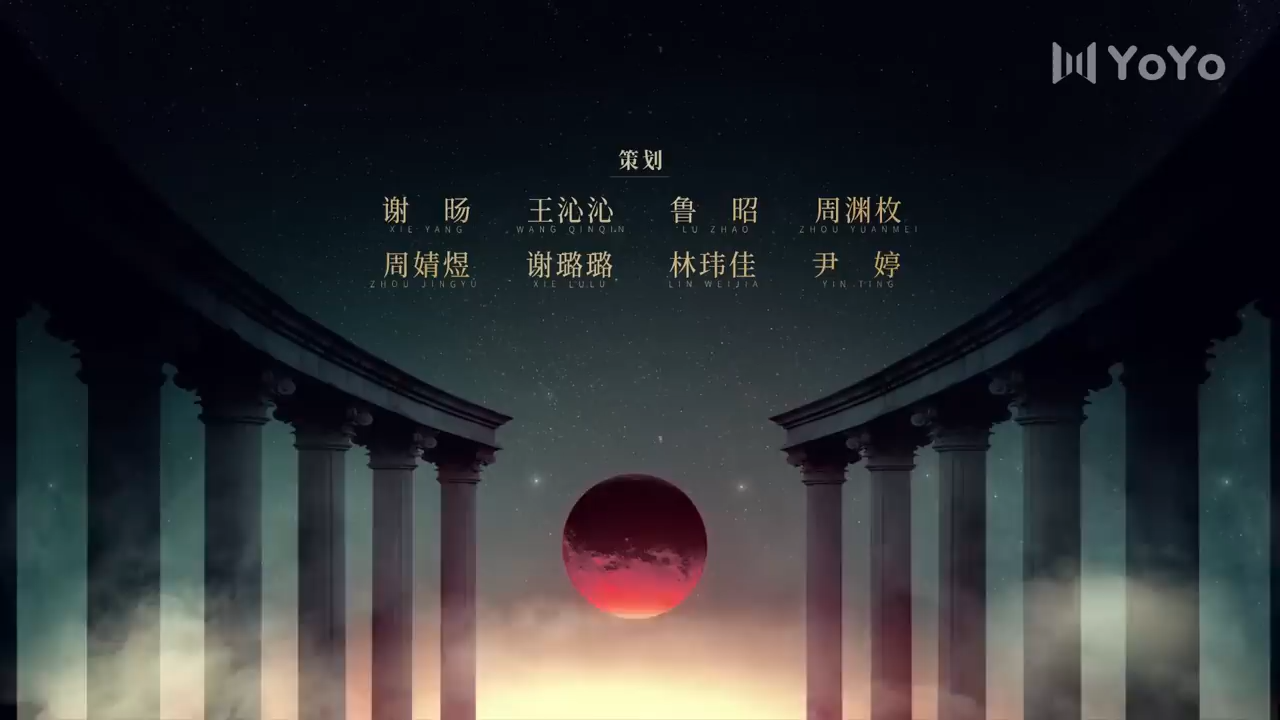 YoYo
策划
谢 旸 王沁沁 鲁 昭 周渊枚
XIE YANG WANG QINQIN LU ZHAO ZHOU YUANMEI
周婧煜 谢璐璐 林玮佳 尹 婷
ZHOU JINGYU XIE LULU LIN WEIJIA YIN TING